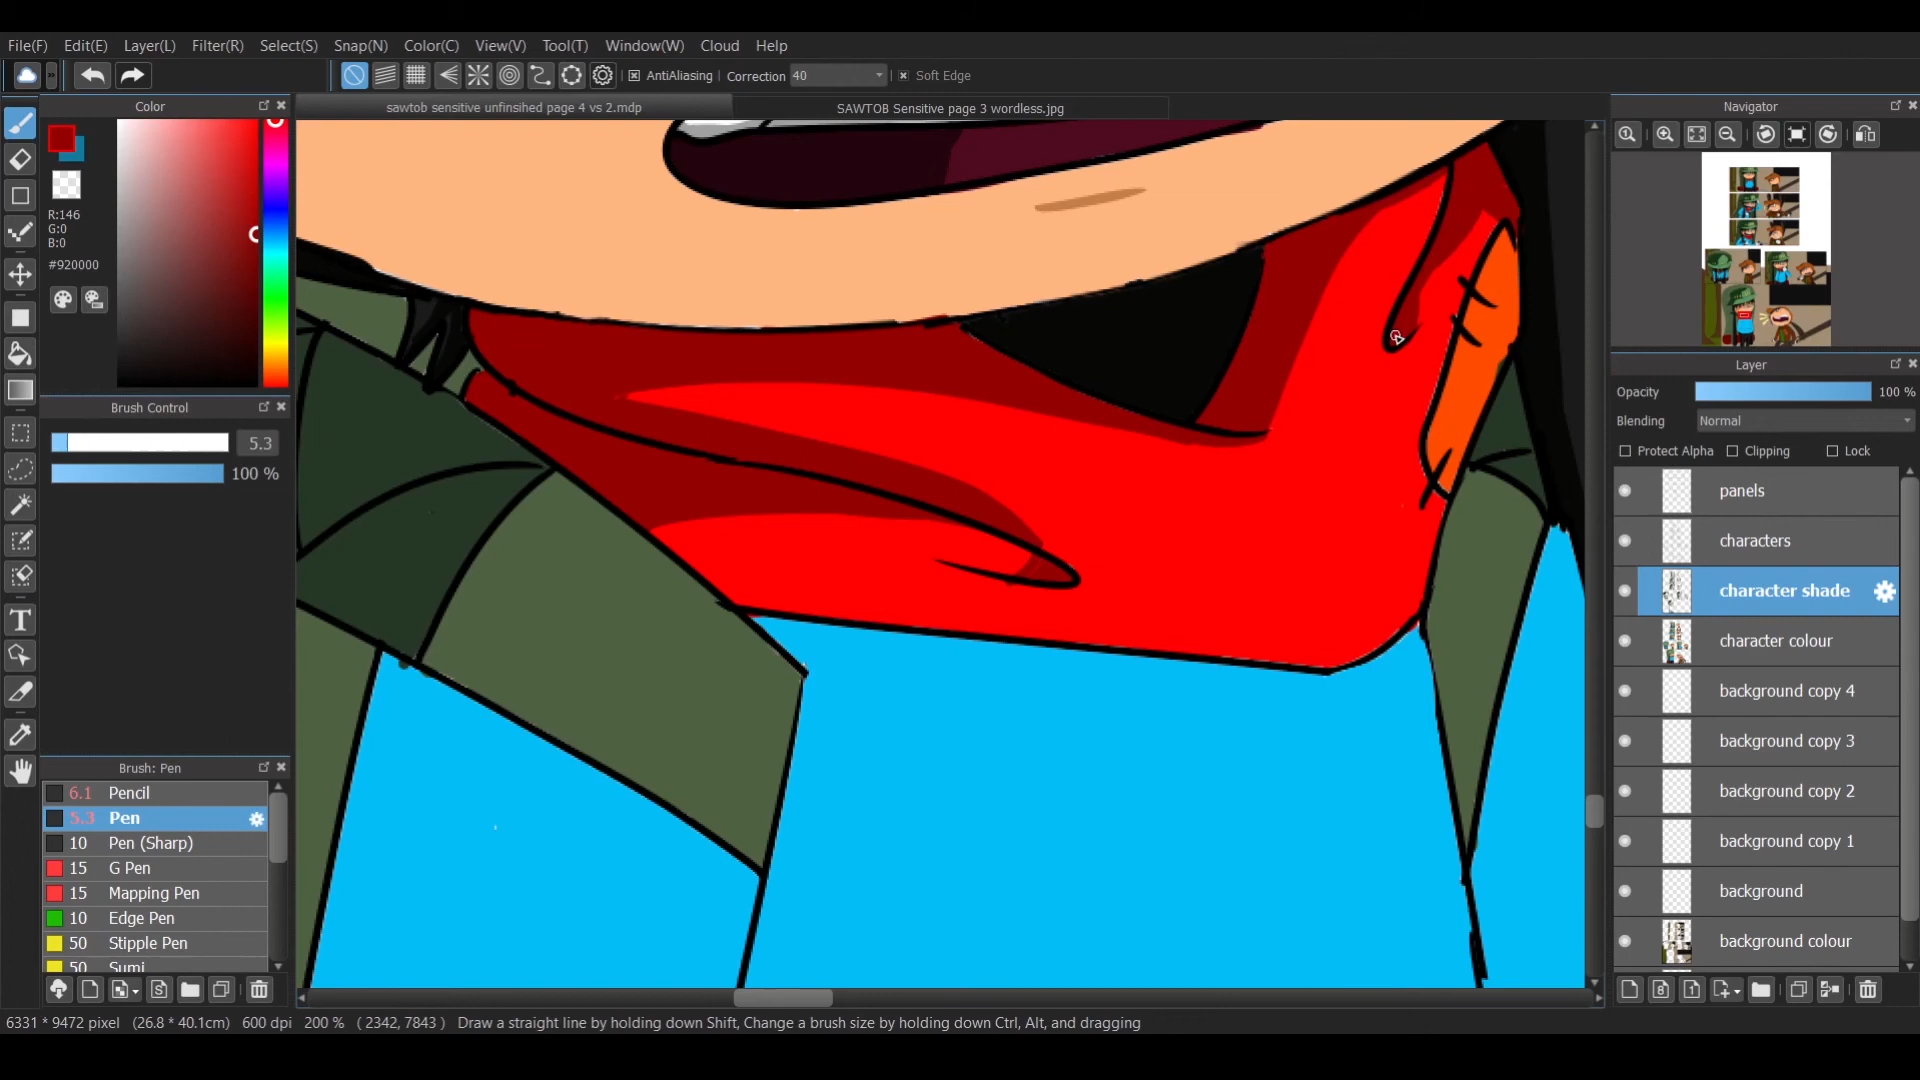 File(F) Edit(E) Layer(L) Filter(R) Select(S) Snap(N) Color(C) View(V) Tool(T) Window(W) Cloud Help
AntiAliasing Correction 40 Soft Edge
Color
sawtob sensitive unfinsihed page 4 vs 2.mdp
SAWTOB Sensitive page 3 wordless.jpg
Navigator
R:146
G:0
B:0
#920000
Brush Control
5.3
100 %
Brush: Pen
6.1 Pencil
5.3 Pen
10 Pen (Sharp)
15 G Pen
15 Mapping Pen
10 Edge Pen
50 Stipple Pen
50 Sumi
Layer
Opacity 100 %
Blending Normal
Protect Alpha Clipping Lock
panels
characters
character shade
character colour
background copy 4
background copy 3
background copy 2
background copy 1
background
background colour
6331 * 9472 pixel (26.8 * 40.1cm) 600 dpi 200 % ( 2342, 7843 ) Draw a straight line by holding down Shift, Change a brush size by holding down Ctrl, Alt, and dragging